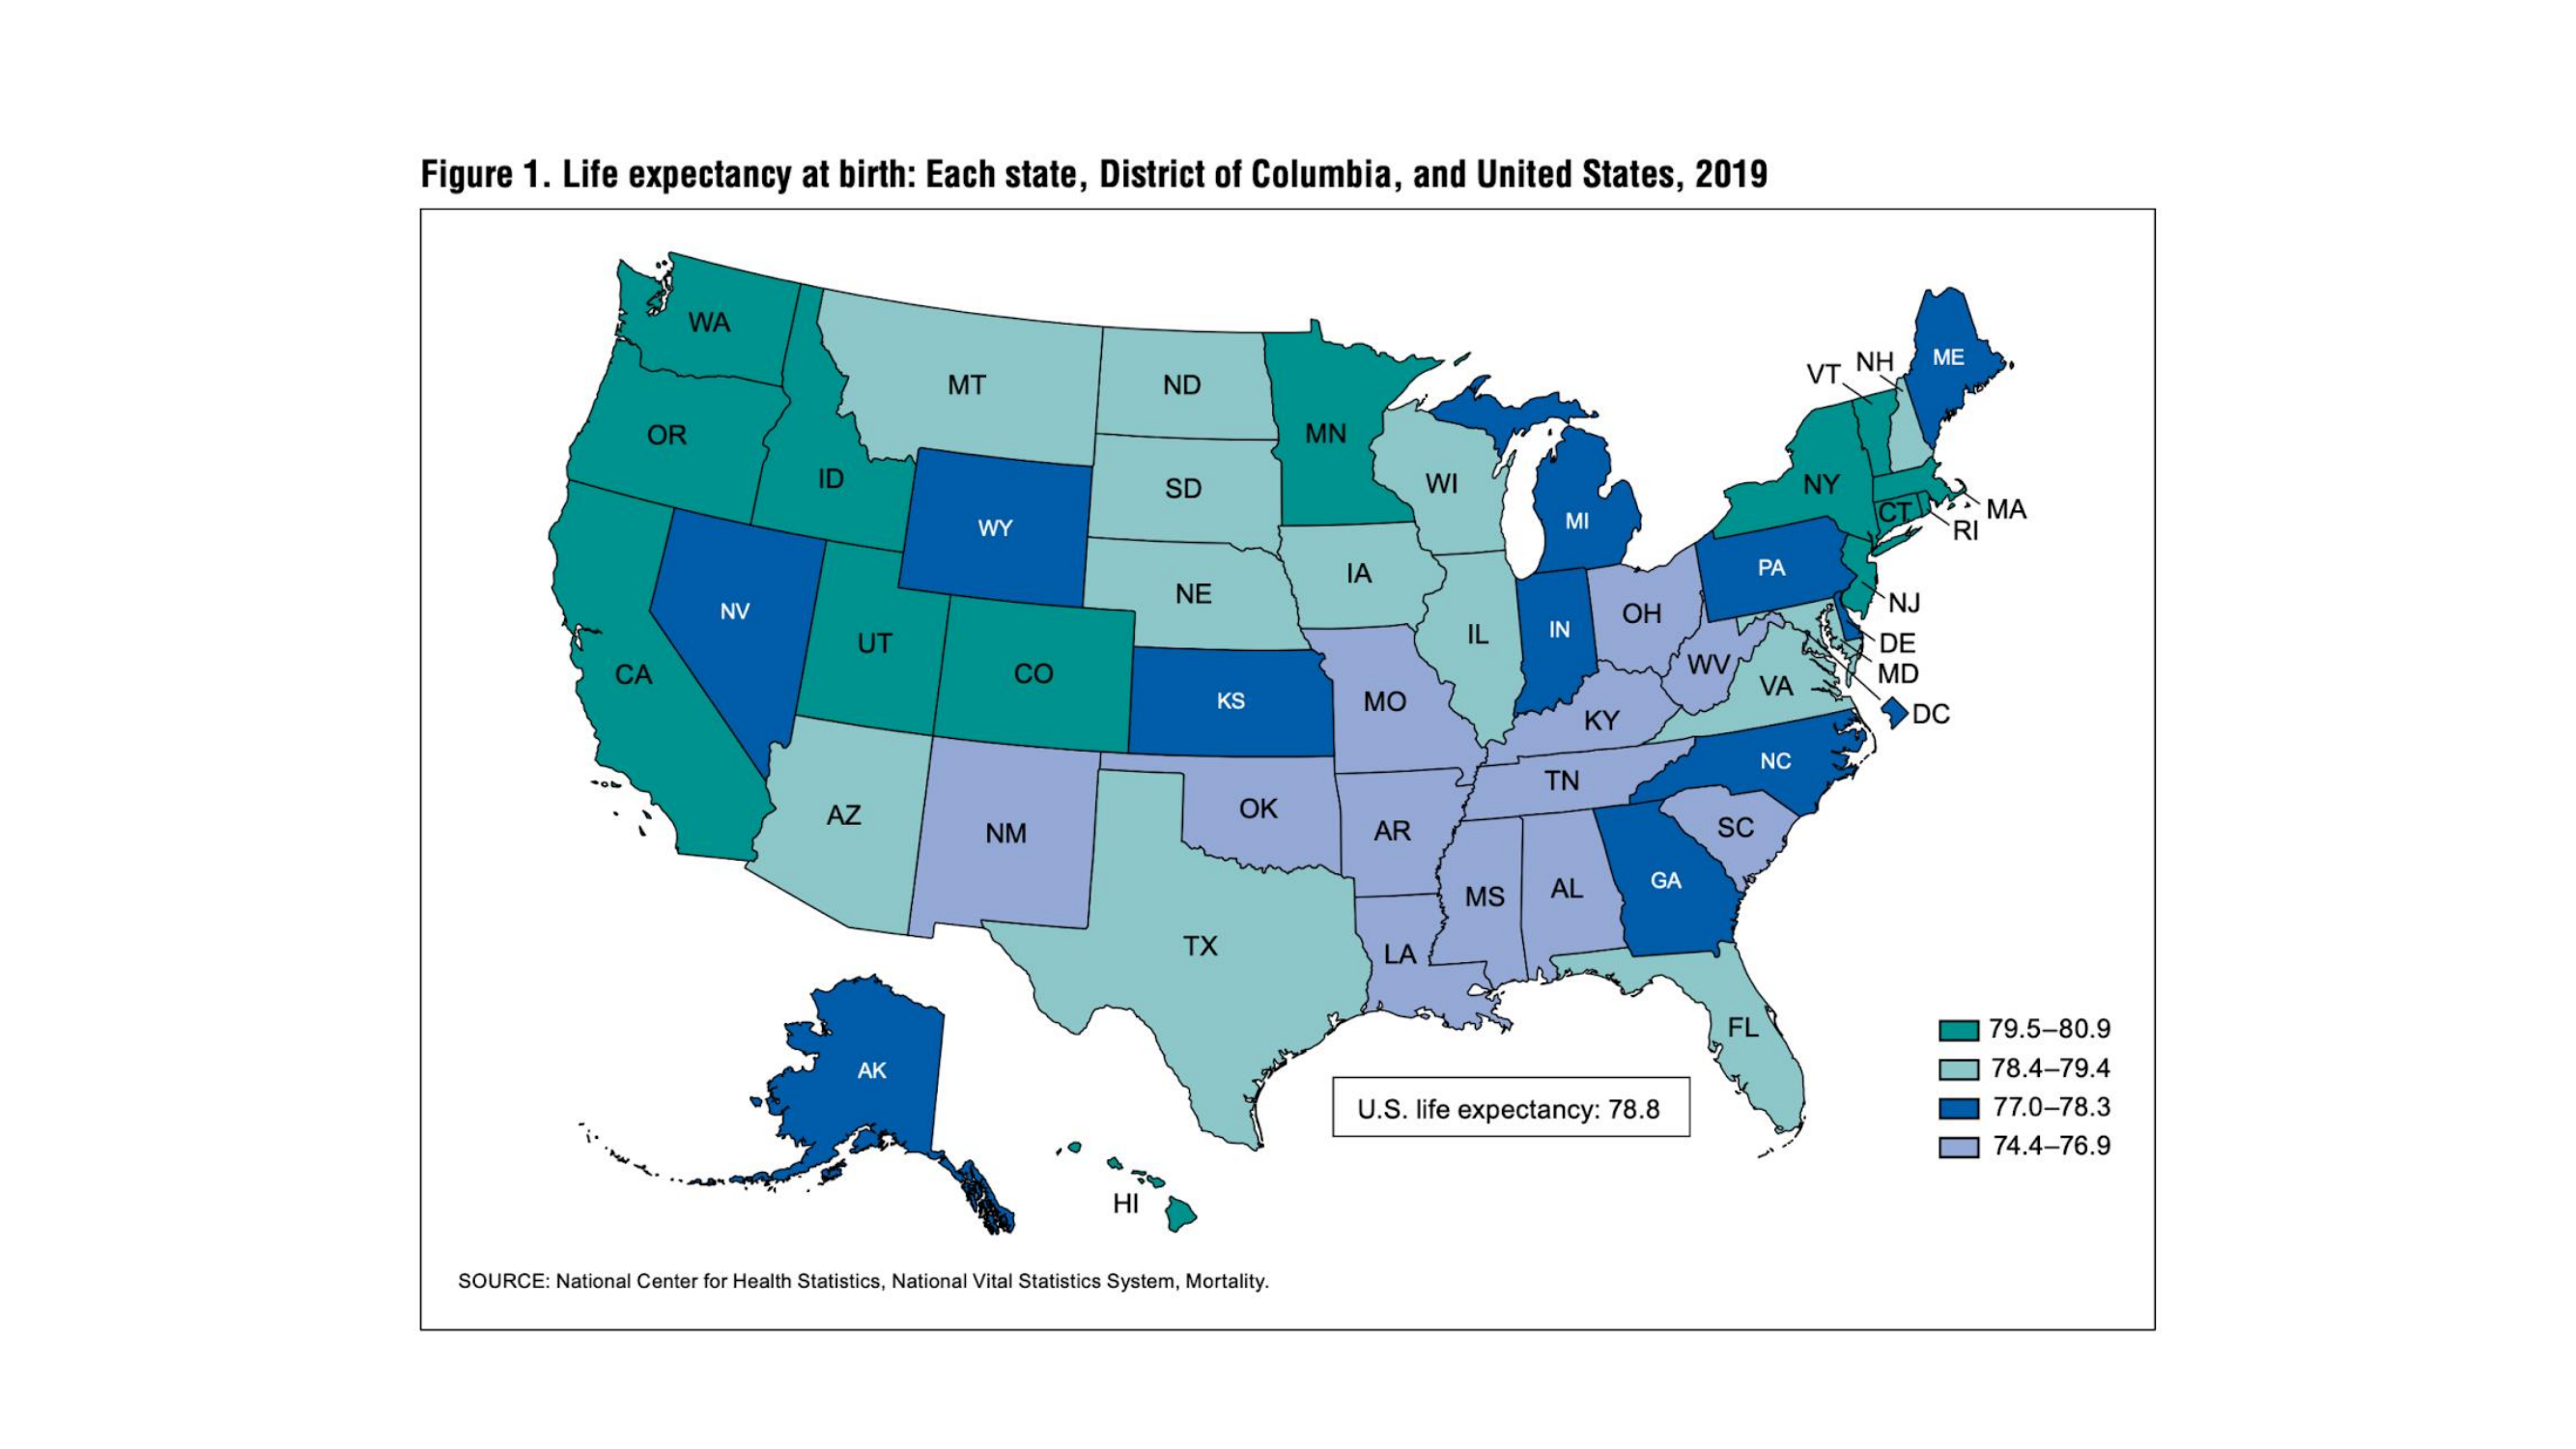 Figure 1. Life expectancy at birth: Each state, District of Columbia, and United States, 2019
WA
MT
ND
MN
VT
NH
ME
OR
ID
SD
WI
NY
MA
CT
RI
WY
MI
NV
NE
IA
PA
NJ
UT
IL
IN
OH
DE
CA
CO
KS
MO
WV
VA
MD
KY
DC
NC
TN
AZ
NM
OK
AR
SC
MS
AL
GA
TX
LA
FL
AK
HI
79.5–80.9
78.4–79.4
77.0–78.3
74.4–76.9
U.S. life expectancy: 78.8
SOURCE: National Center for Health Statistics, National Vital Statistics System, Mortality.